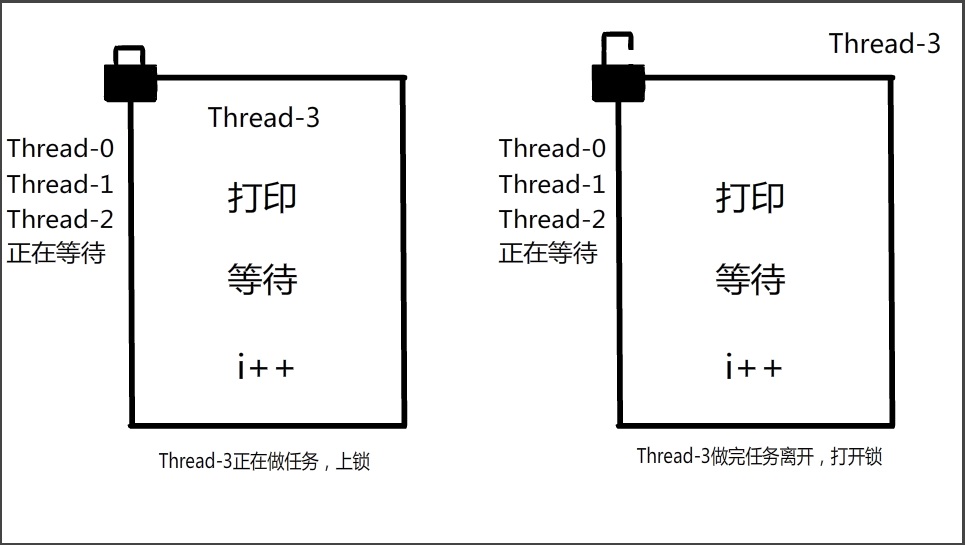 Thread-3
Thread-0
Thread-1
Thread-2
正在等待
打印
等待
i++
Thread-3正在做任务，上锁
Thread-3
Thread-0
Thread-1
Thread-2
正在等待
打印
等待
i++
Thread-3做完任务离开，打开锁